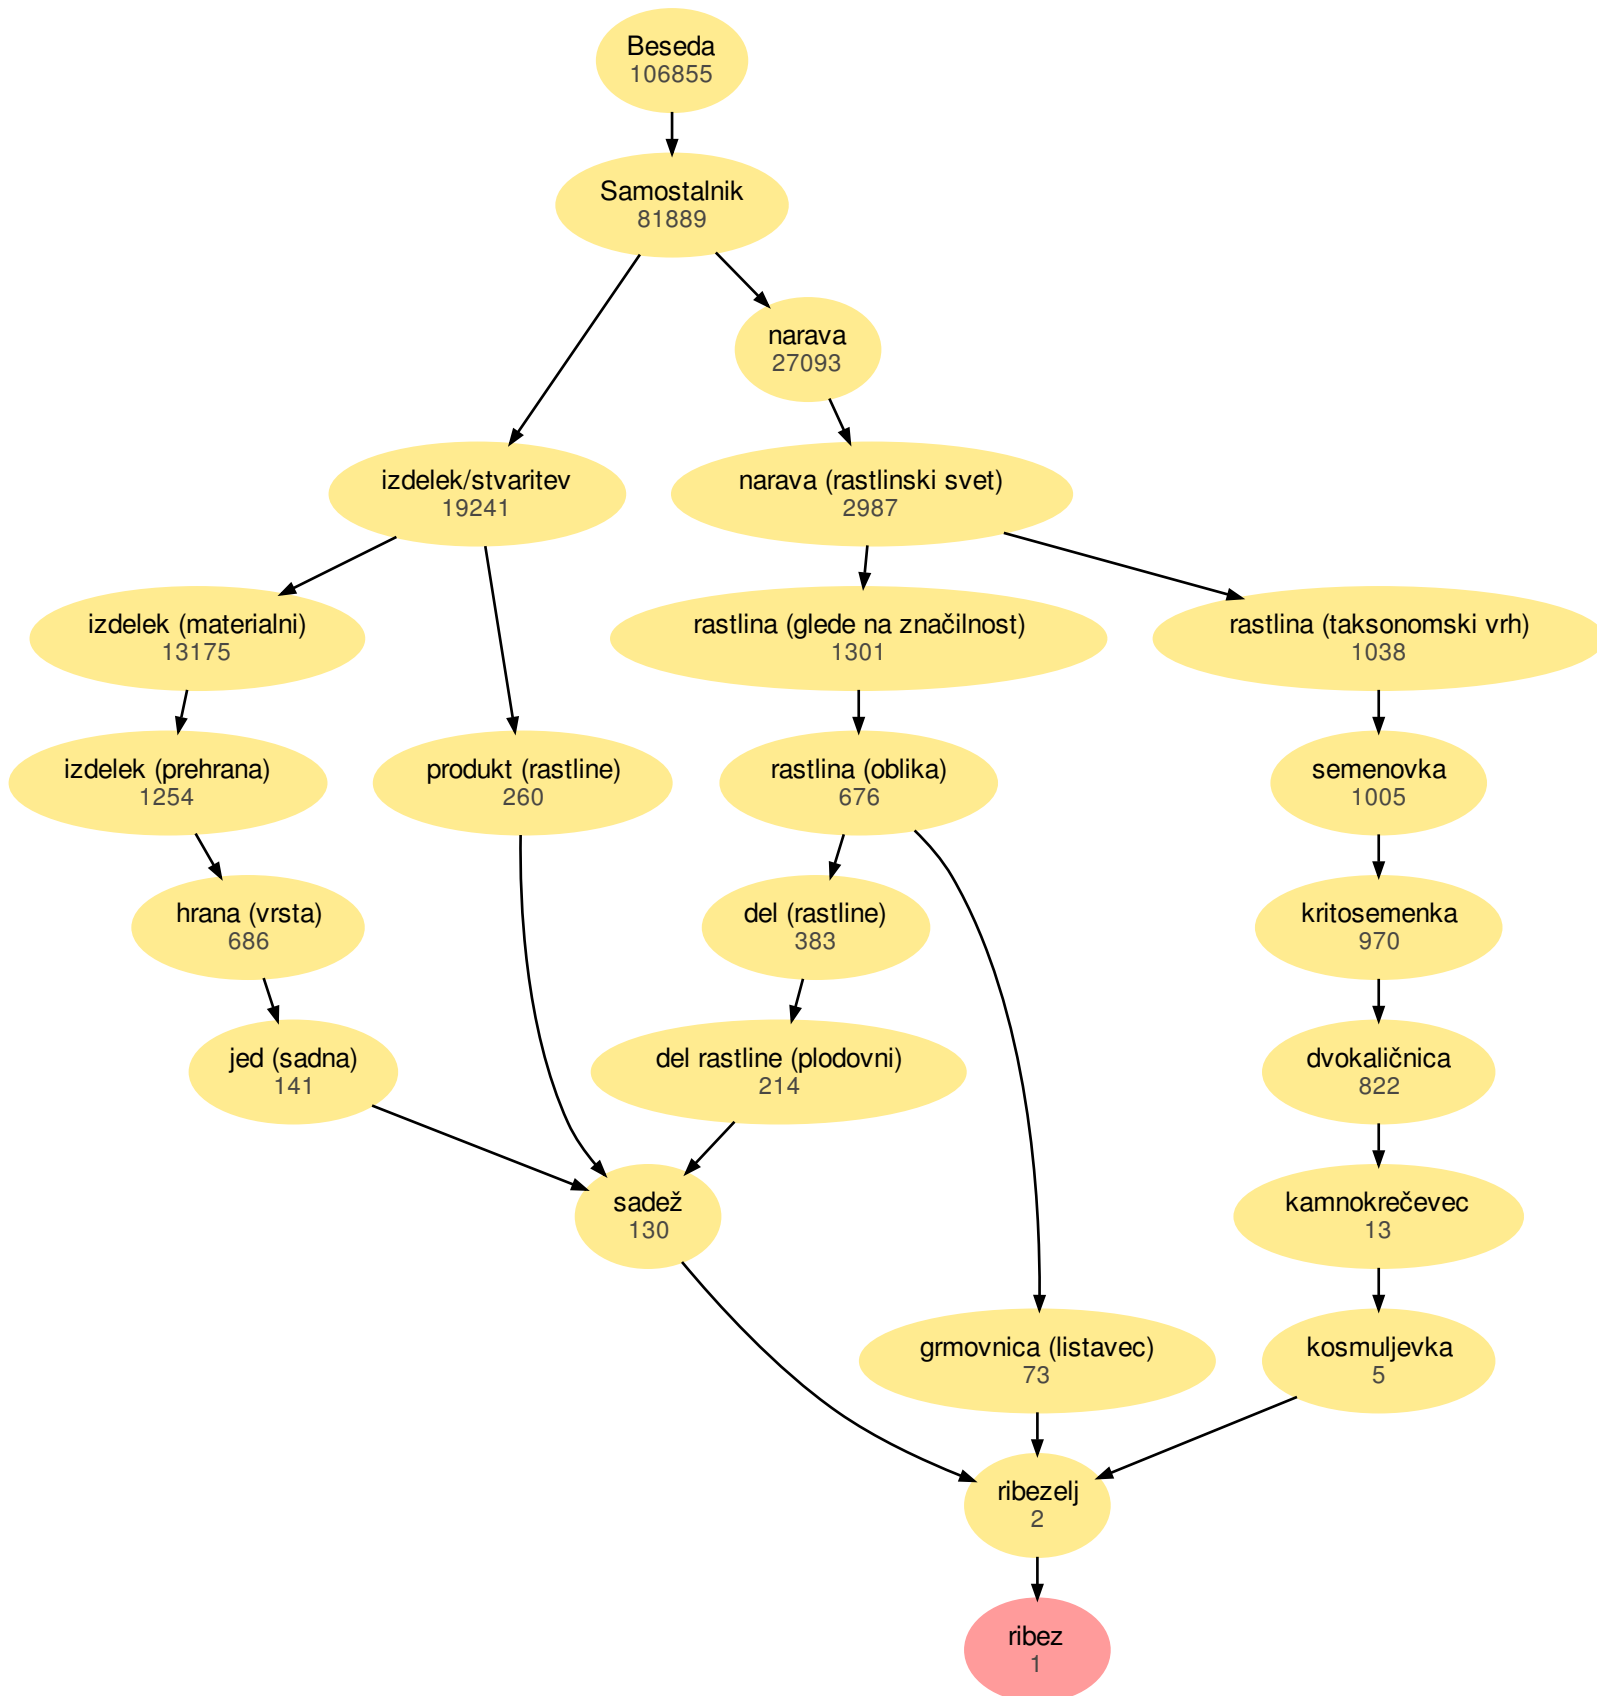 Beseda
106855
Samostalnik
81889
narava
27093
izdelek/stvaritev
19241
narava (rastlinski svet)
2987
izdelek (materialni)
13175
rastlina (glede na značilnost)
1301
rastlina (taksonomski vrh)
1038
izdelek (prehrana)
1254
produkt (rastline)
260
rastlina (oblika)
676
semenovka
1005
hrana (vrsta)
686
del (rastline)
383
kritosemenka
970
jed (sadna)
141
del rastline (plodovni)
214
dvokaličnica
822
sadež
130
kamnokrečevec
13
grmovnica (listavec)
73
kosmuljevka
5
ribezelj
2
ribez
1